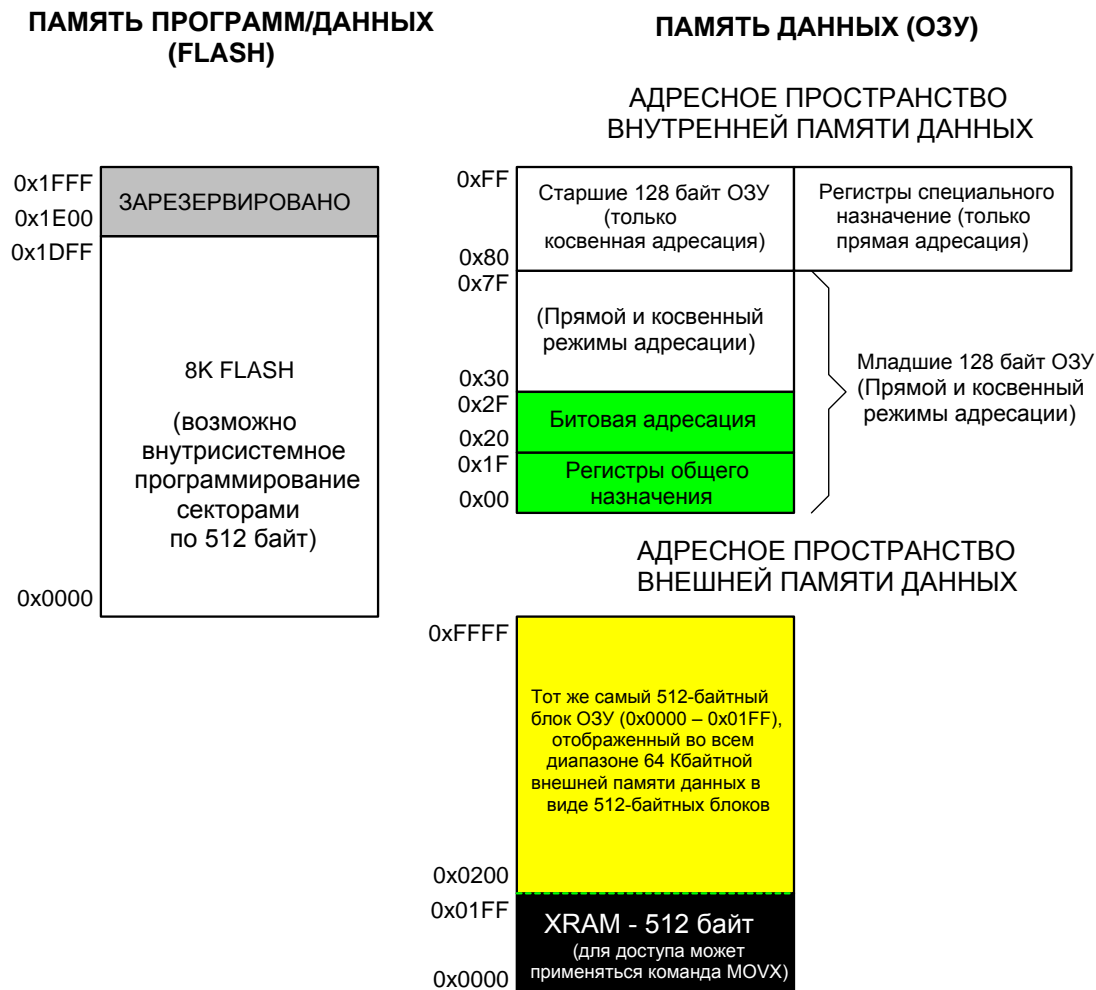 ПАМЯТЬ ПРОГРАММ/ДАННЫХ
(FLASH)
0x1FFF
ЗАРЕЗЕРВИРОВАНО
0x1E00
0x1DFF
8K FLASH
(возможно
внутрисистемное
программирование
секторами
по 512 байт)
0x0000
ПАМЯТЬ ДАННЫХ (ОЗУ)
АДРЕСНОЕ ПРОСТРАНСТВО
ВНУТРЕННЕЙ ПАМЯТИ ДАННЫХ
0xFF
Старшие 128 байт ОЗУ
(только
косвенная адресация)
Регистры специального
назначение (только
прямая адресация)
0x80
0x7F
(Прямой и косвенный
режимы адресации)
0x30
0x2F
Битовая адресация
0x20
0x1F
Регистры общего
назначения
0x00
Младшие 128 байт ОЗУ
(Прямой и косвенный
режимы адресации)
АДРЕСНОЕ ПРОСТРАНСТВО
ВНЕШНЕЙ ПАМЯТИ ДАННЫХ
0xFFFF
Тот же самый 512-байтный
блок ОЗУ (0x0000 – 0x01FF),
отображенный во всем
диапазоне 64 Кбайтной
внешней памяти данных в
виде 512-байтных блоков
0x0200
0x01FF
XRAM - 512 байт
(для доступа может
применяться команда MOVX)
0x0000